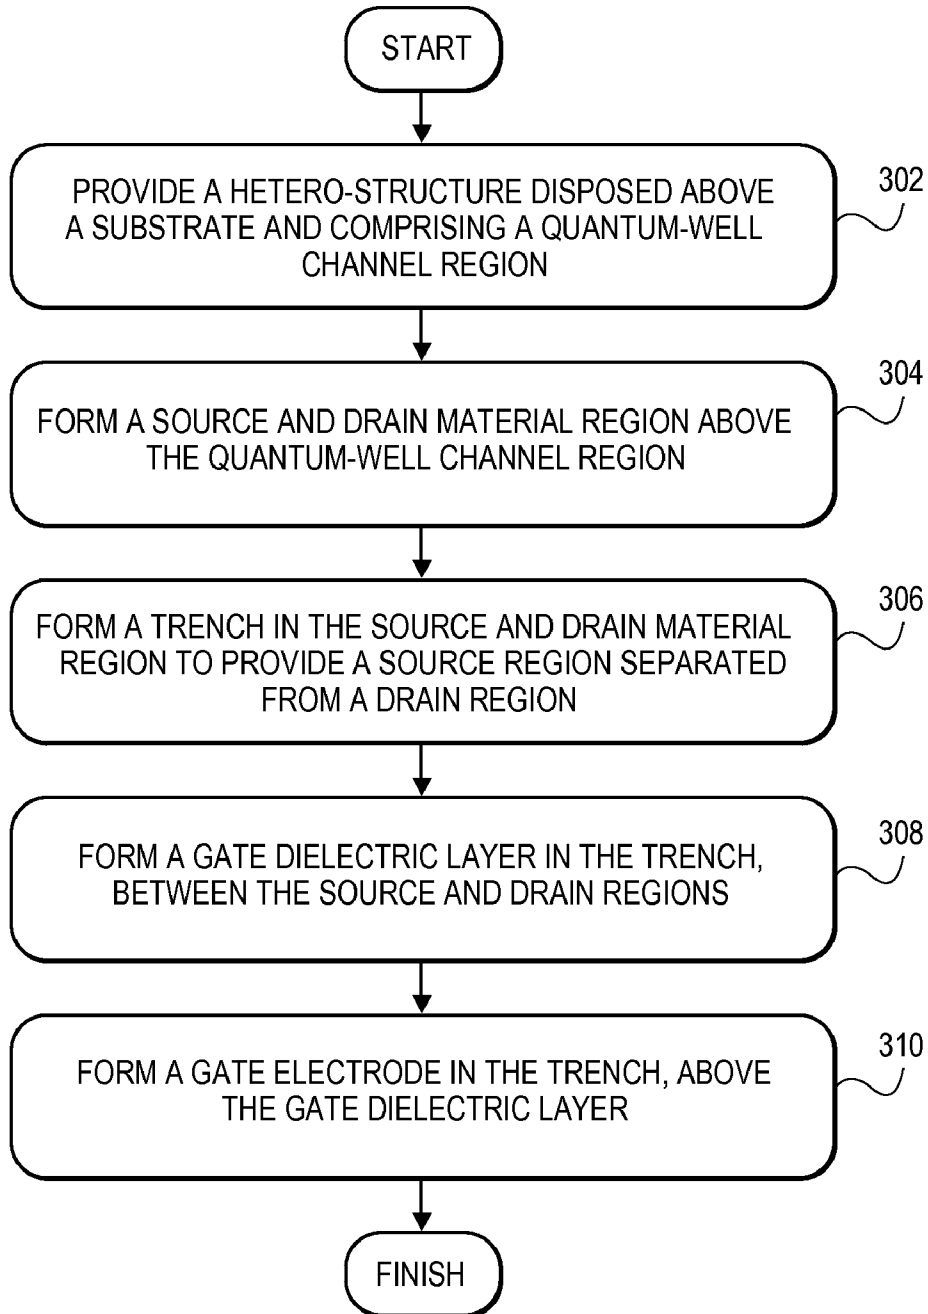 START
PROVIDE A HETERO-STRUCTURE DISPOSED ABOVE
A SUBSTRATE AND COMPRISING A QUANTUM-WELL
CHANNEL REGION
302
FORM A SOURCE AND DRAIN MATERIAL REGION ABOVE
THE QUANTUM-WELL CHANNEL REGION
304
FORM A TRENCH IN THE SOURCE AND DRAIN MATERIAL
REGION TO PROVIDE A SOURCE REGION SEPARATED
FROM A DRAIN REGION
306
FORM A GATE DIELECTRIC LAYER IN THE TRENCH,
BETWEEN THE SOURCE AND DRAIN REGIONS
308
FORM A GATE ELECTRODE IN THE TRENCH, ABOVE
THE GATE DIELECTRIC LAYER
310
FINISH